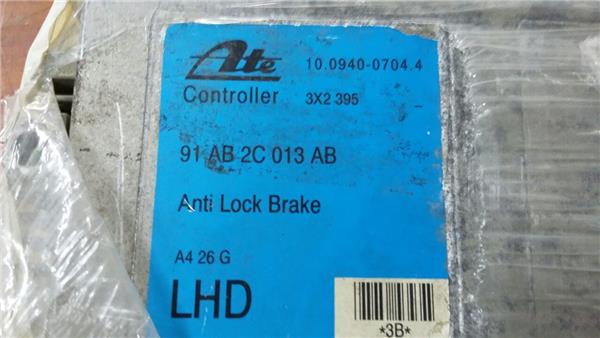 Ate 10.0940-0704.4
Controller 3X2 395
91 AB 2C 013 AB
Anti Lock Brake
A4 26 G
LHD
*3B*